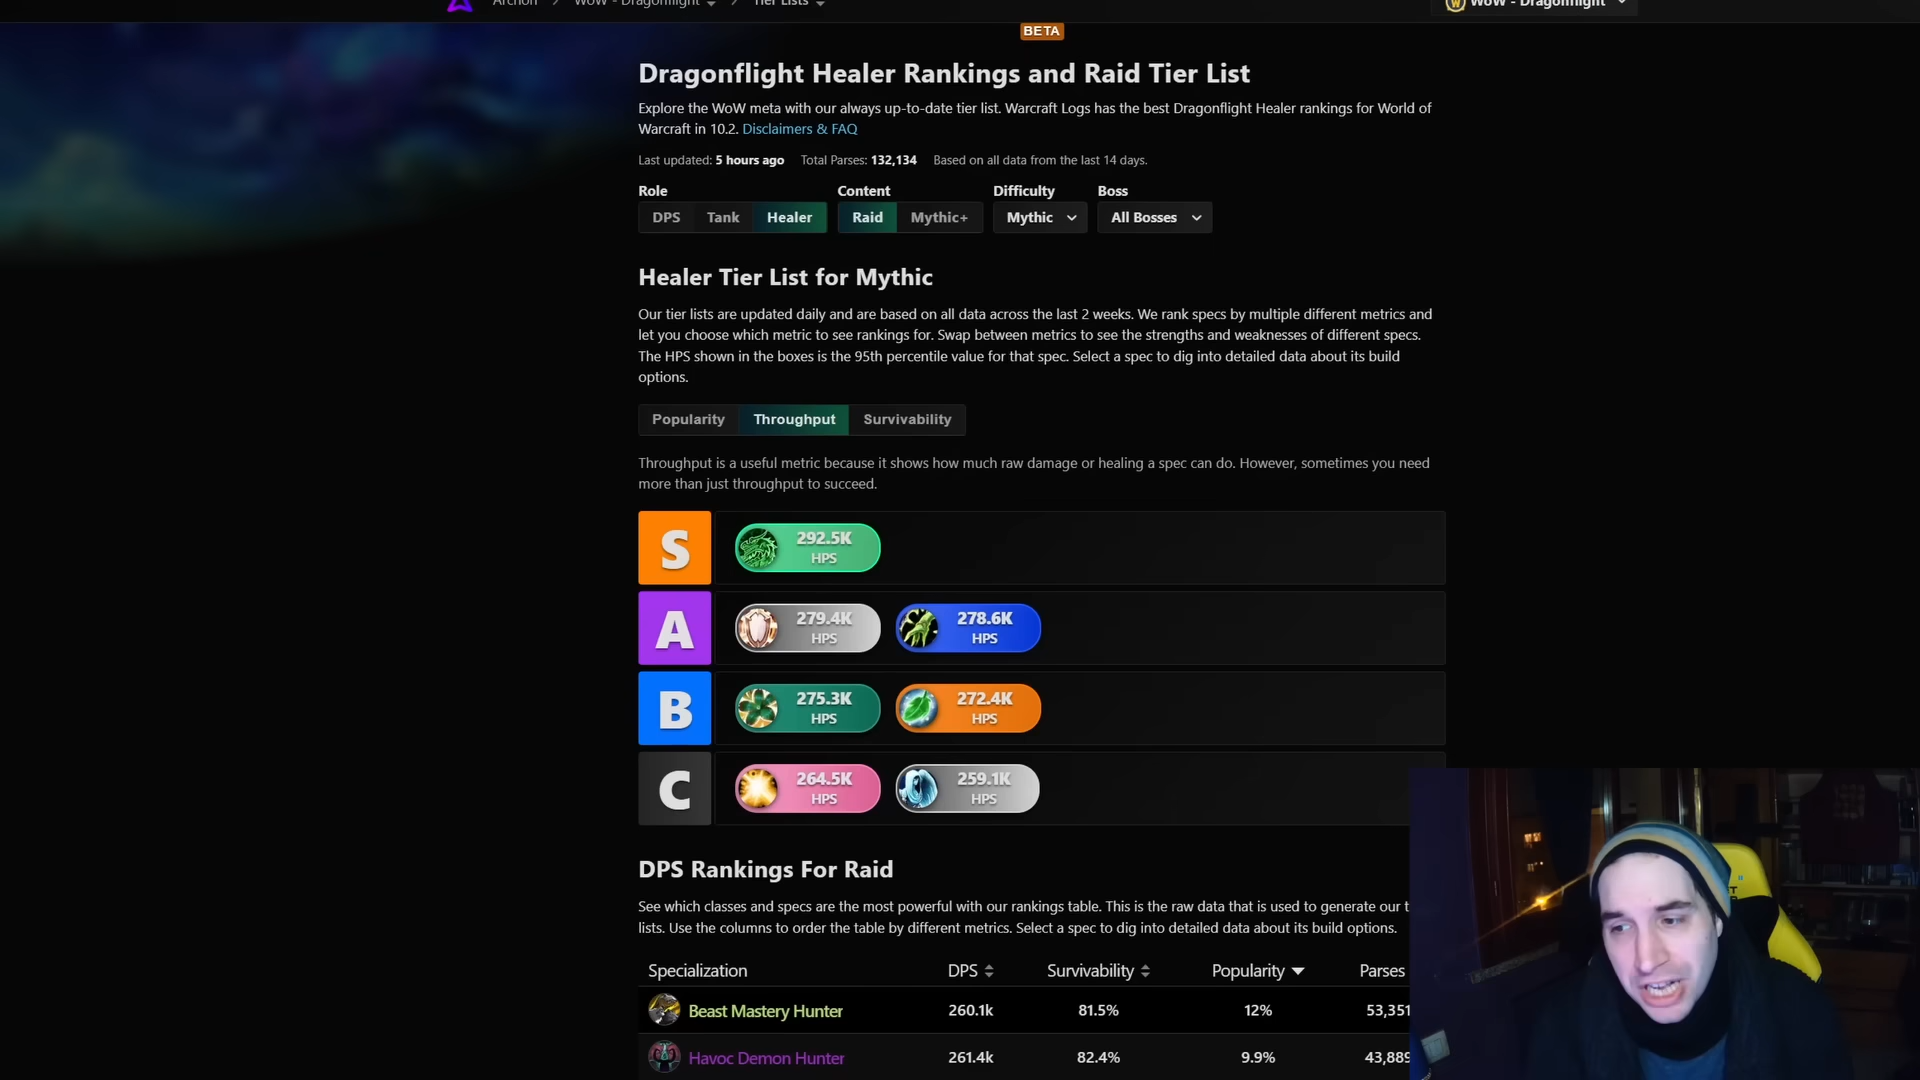 Archon
WoW - Dragonflight
Tier Lists
WoW - Dragonflight
BETA
Dragonflight Healer Rankings and Raid Tier List
Explore the WoW meta with our always up-to-date tier list. Warcraft Logs has the best Dragonflight Healer rankings for World of
Warcraft in 10.2. Disclaimers & FAQ
Last updated: 5 hours ago Total Parses: 132,134 Based on all data from the last 14 days.
Role Content Difficulty Boss
DPS Tank Healer Raid Mythic+ Mythic All Bosses
Healer Tier List for Mythic
Our tier lists are updated daily and are based on all data across the last 2 weeks. We rank specs by multiple different metrics and
let you choose which metric to see rankings for. Swap between metrics to see the strengths and weaknesses of different specs.
The HPS shown in the boxes is the 95th percentile value for that spec. Select a spec to dig into detailed data about its build
options.
Popularity Throughput Survivability
Throughput is a useful metric because it shows how much raw damage or healing a spec can do. However, sometimes you need
more than just throughput to succeed.
S
292.5K
HPS
A
279.4K
HPS
278.6K
HPS
B
275.3K
HPS
272.4K
HPS
C
264.5K
HPS
259.1K
HPS
DPS Rankings For Raid
See which classes and specs are the most powerful with our rankings table. This is the raw data that is used to generate our t
lists. Use the columns to order the table by different metrics. Select a spec to dig into detailed data about its build options.
Specialization DPS Survivability Popularity Parses
Beast Mastery Hunter 260.1k 81.5% 12% 53,351
Havoc Demon Hunter 261.4k 82.4% 9.9% 43,889